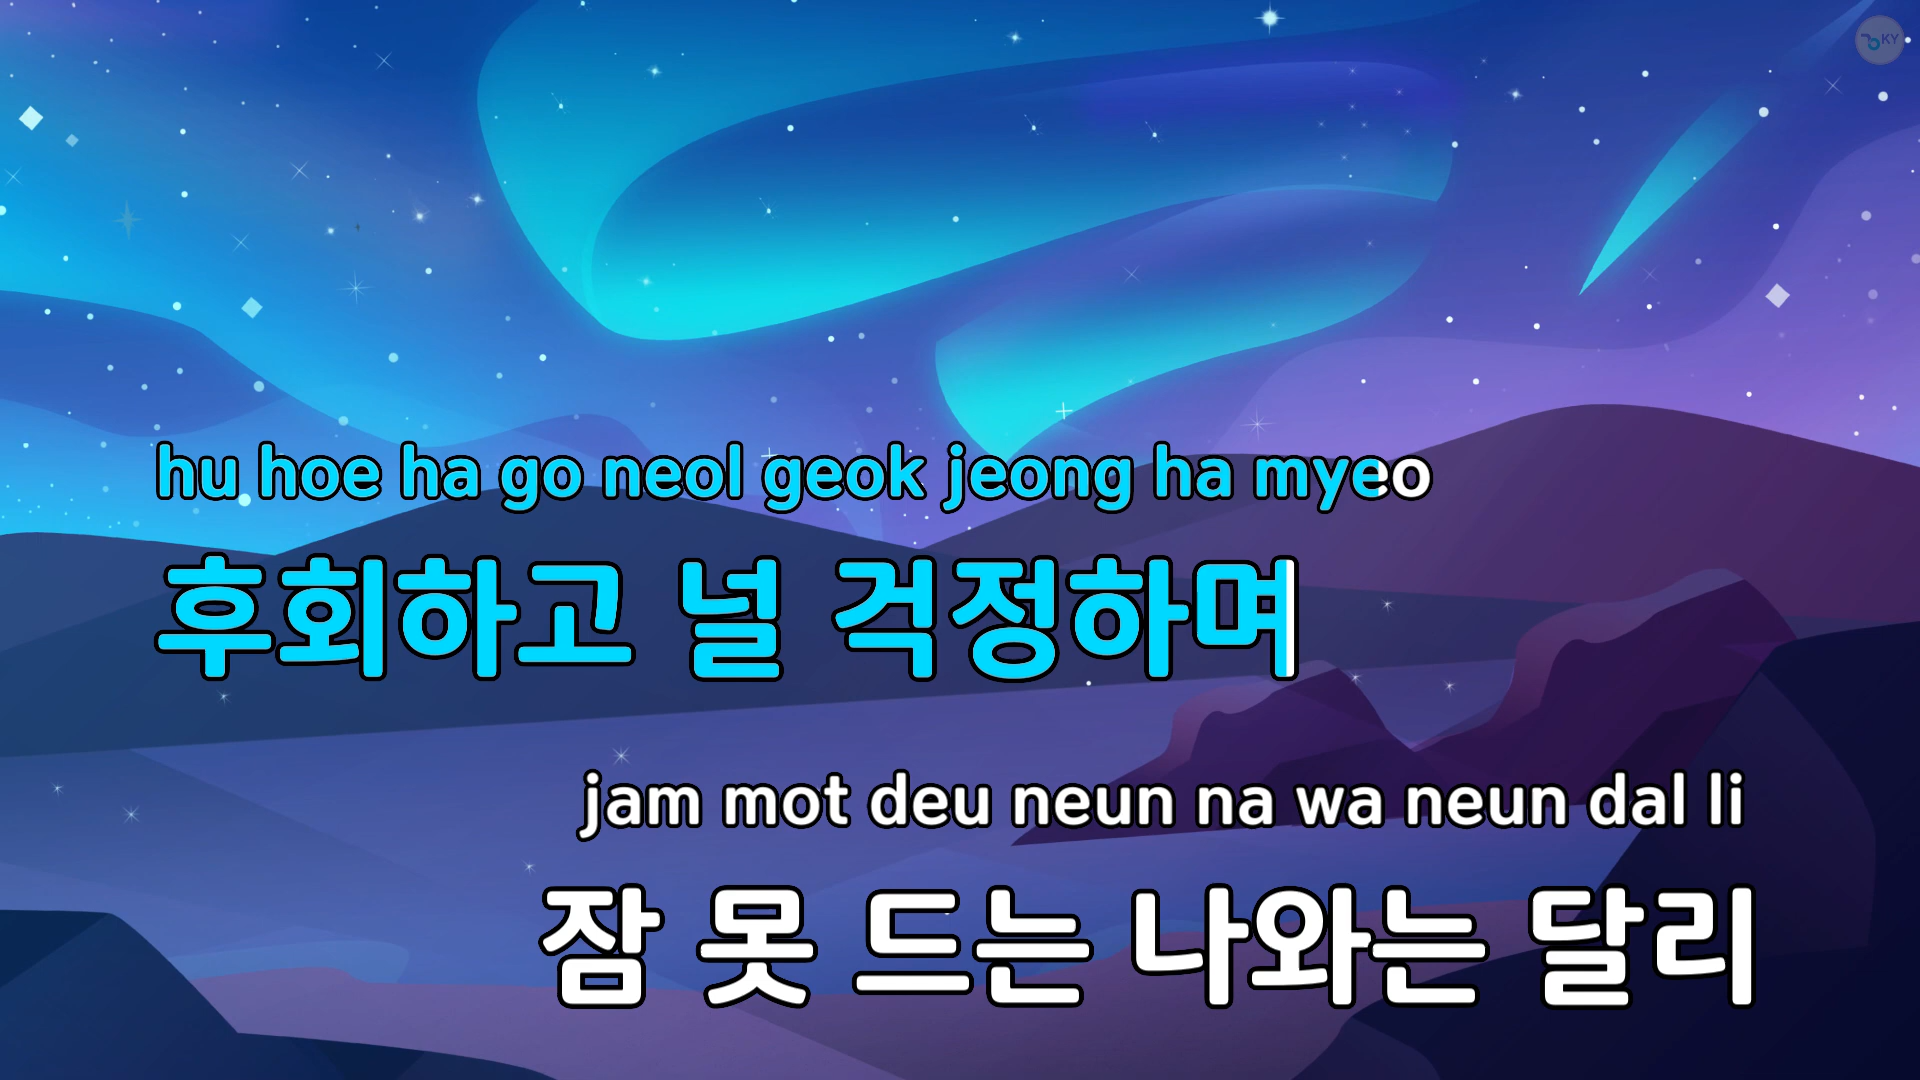 KY
hu hoe ha go neol geok jeong ha myeo
후회하고 널 걱정하며
jam mot deu neun na wa neun dal li
잠 못 드는 나와는 달리